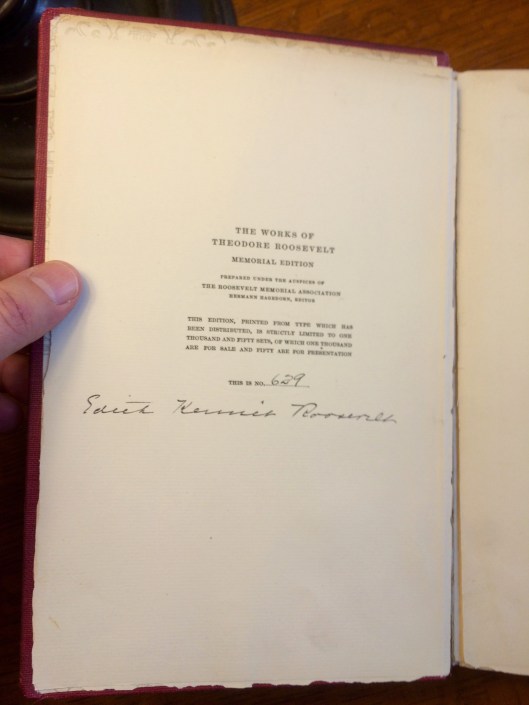 THE WORKS OF
THEODORE ROOSEVELT
MEMORIAL EDITION
PREPARED UNDER THE AUSPICES OF
THE ROOSEVELT MEMORIAL ASSOCIATION
HERMANN HAGEDORN, EDITOR
THIS EDITION, PRINTED FROM TYPE WHICH HAS
BEEN DISTRIBUTED, IS STRICTLY LIMITED TO ONE
THOUSAND AND FIFTY SETS, OF WHICH ONE THOUSAND
ARE FOR SALE AND FIFTY ARE FOR PRESENTATION
THIS IS NO. 629
Edith Kermit Roosevelt